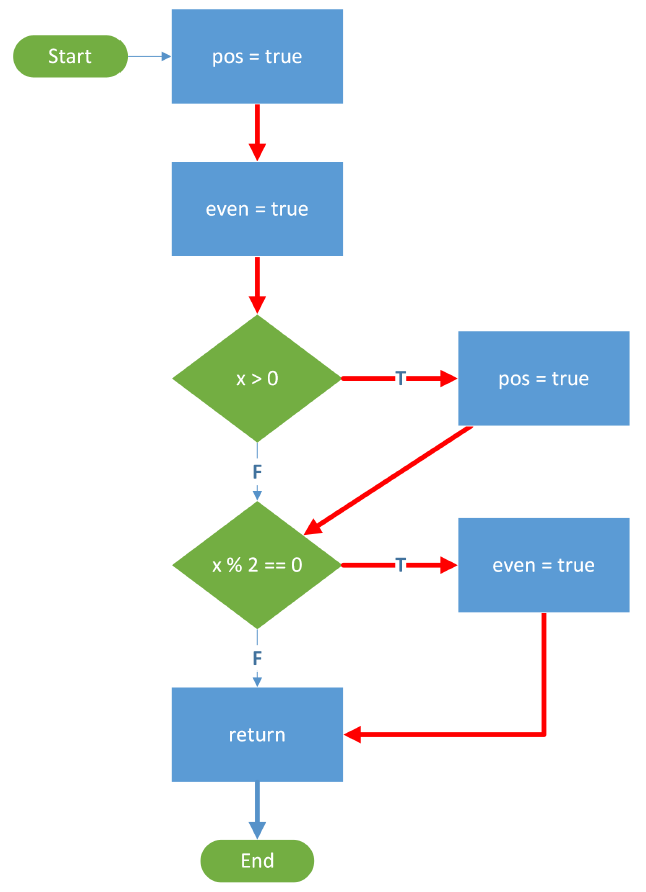 Start
pos = true
even = true
x > 0
T
pos = true
F
x % 2 == 0
T
even = true
F
return
End